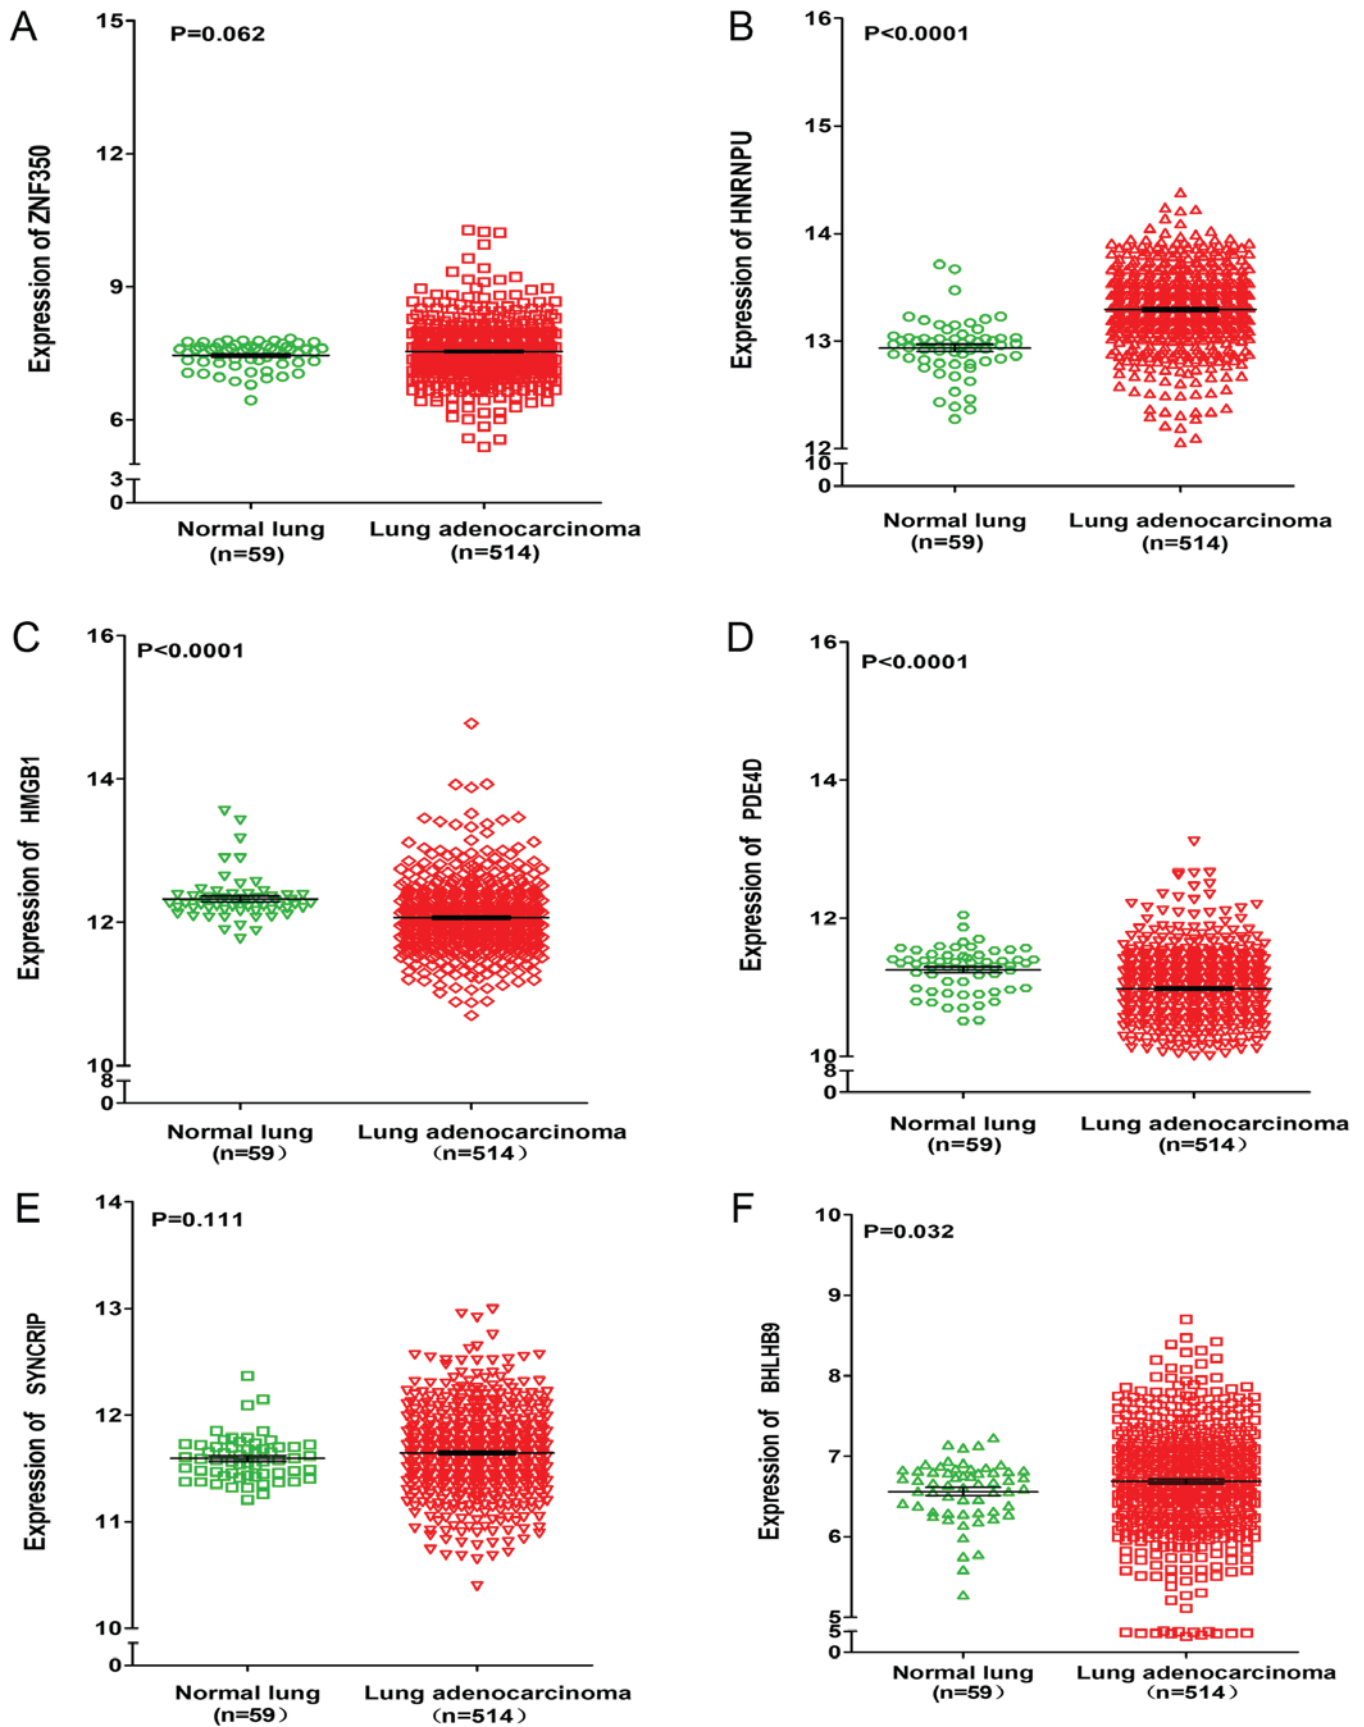 A
P=0.062
Expression of ZNF350
15
12
9
6
3
0
Normal lung
(n=59)
Lung adenocarcinoma
(n=514)
B
P<0.0001
Expression of HNRNPU
16
15
14
13
12
10
0
Normal lung
(n=59)
Lung adenocarcinoma
(n=514)
C
P<0.0001
Expression of HMGB1
16
14
12
10
8
0
Normal lung
(n=59)
Lung adenocarcinoma
(n=514)
D
P<0.0001
Expression of PDE4D
16
14
12
10
8
0
Normal lung
(n=59)
Lung adenocarcinoma
(n=514)
E
P=0.111
Expression of SYNCRIP
14
13
12
11
10
0
Normal lung
(n=59)
Lung adenocarcinoma
(n=514)
F
P=0.032
Expression of BHLHB9
10
9
8
7
6
5
5
0
Normal lung
(n=59)
Lung adenocarcinoma
(n=514)